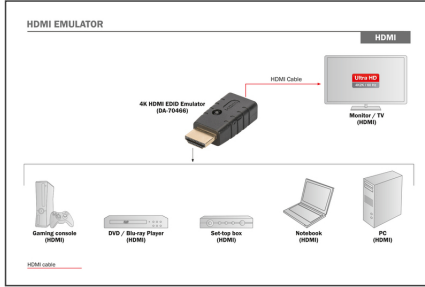 HDMI EMULATOR
HDMI
HDMI Cable
4K HDMI EDID Emulator
(DA-70466)
Ultra HD
Monitor / TV
(HDMI)
Gaming console
(HDMI)
DVD / Blu-ray Player
(HDMI)
Set-top box
(HDMI)
Notebook
(HDMI)
PC
(HDMI)
HDMI cable